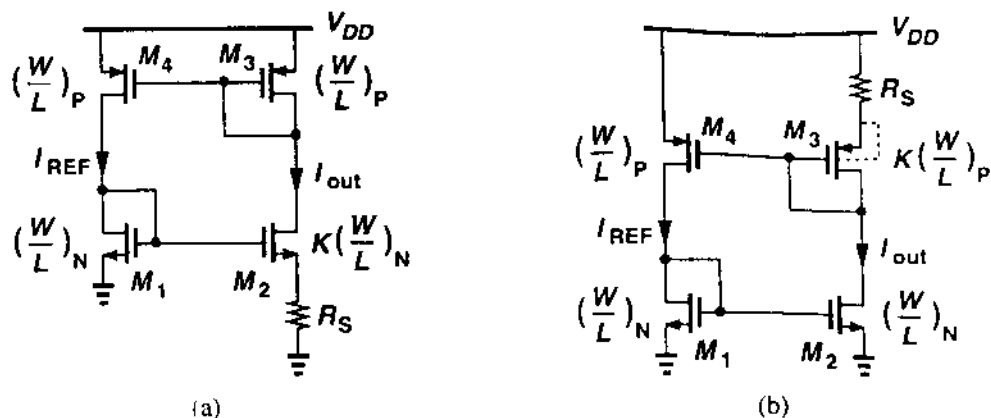 V_DD
M_4 M_3
(W/L)_P (W/L)_P
I_REF I_out
(W/L)_N K(W/L)_N
M_1 M_2
R_S
(a)
V_DD
R_S
M_4 M_3
(W/L)_P K(W/L)_P
I_REF I_out
(W/L)_N (W/L)_N
M_1 M_2
(b)